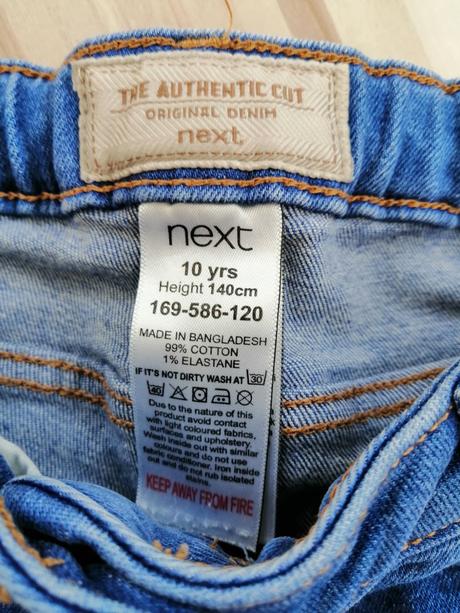 THE AUTHENTIC CUT
ORIGINAL DENIM
next.
next
10 yrs
Height 140cm
169-586-120
MADE IN BANGLADESH
99% COTTON
1% ELASTANE
IF IT'S NOT DIRTY WASH AT 30
40
Due to the nature of this
product avoid contact
with light coloured fabrics,
surfaces and upholstery.
Wash inside out with similar
colours and do not use
fabric conditioner. Iron inside
out and do not rub isolated
stains.
KEEP AWAY FROM FIRE